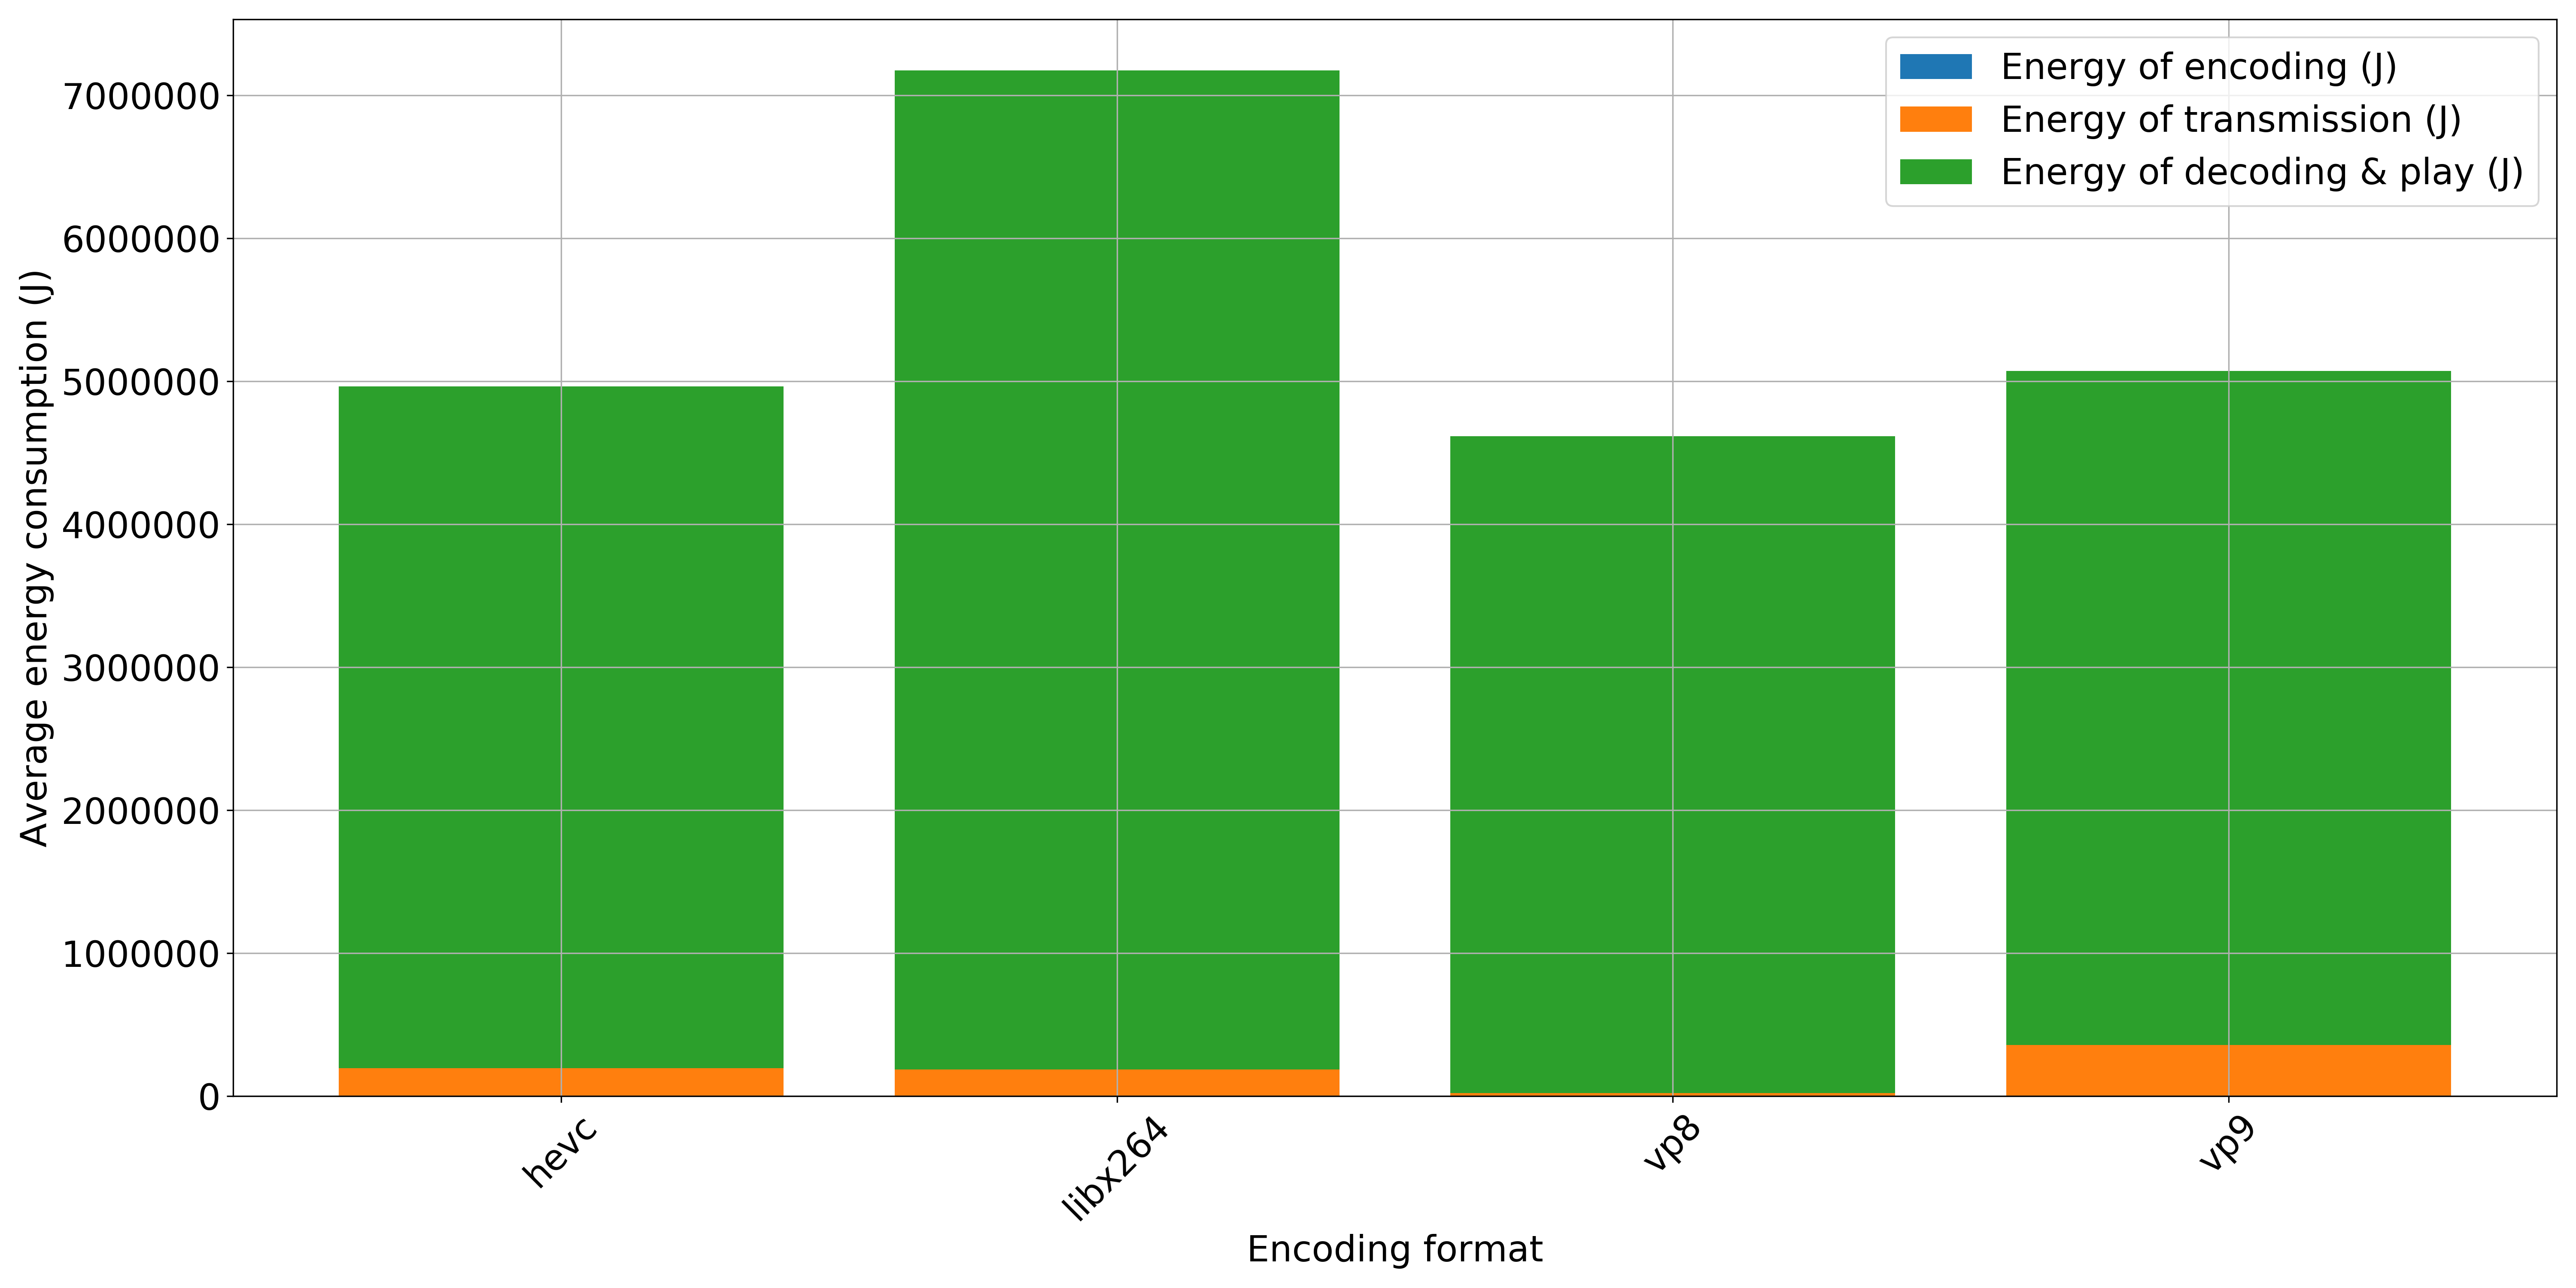 Energy of encoding (J)
Energy of transmission (J)
Energy of decoding & play (J)
Average energy consumption (J)
7000000
6000000
5000000
4000000
3000000
2000000
1000000
0
hevc
libx264
vp8
vp9
Encoding format